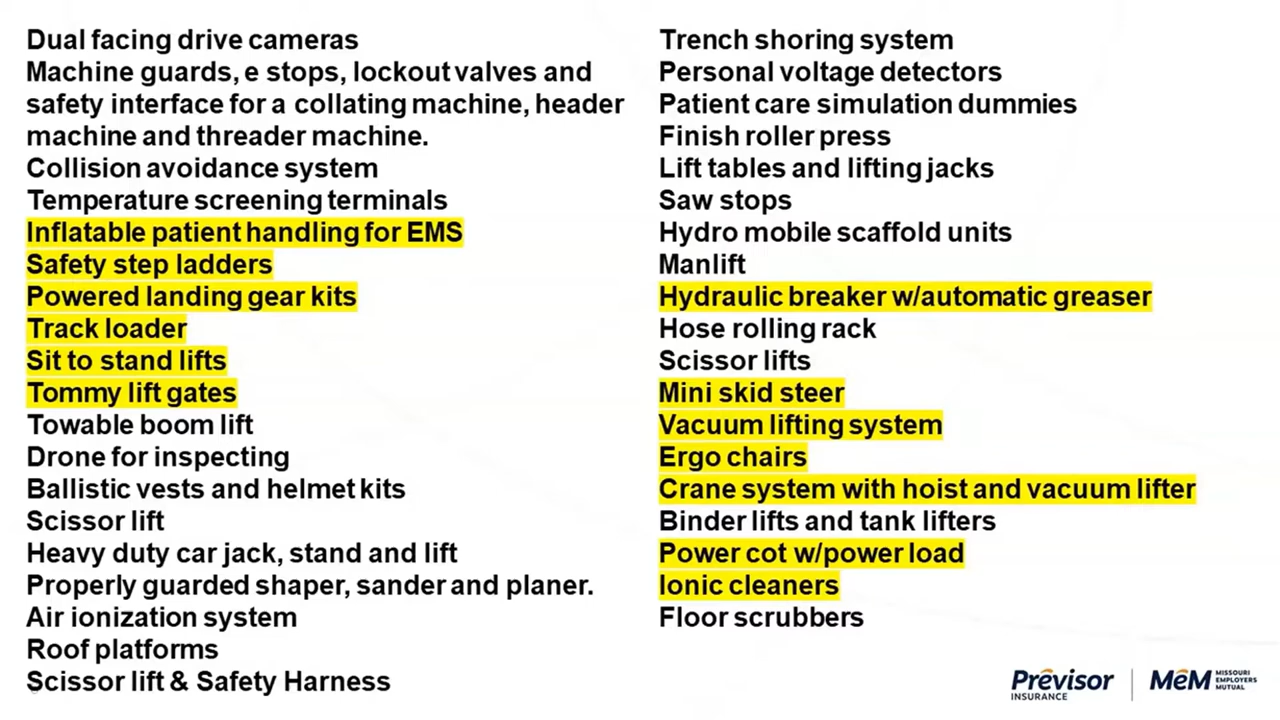 Dual facing drive cameras
Machine guards, e stops, lockout valves and
safety interface for a collating machine, header
machine and threader machine.
Collision avoidance system
Temperature screening terminals
Inflatable patient handling for EMS
Safety step ladders
Powered landing gear kits
Track loader
Sit to stand lifts
Tommy lift gates
Towable boom lift
Drone for inspecting
Ballistic vests and helmet kits
Scissor lift
Heavy duty car jack, stand and lift
Properly guarded shaper, sander and planer.
Air ionization system
Roof platforms
Scissor lift & Safety Harness
Trench shoring system
Personal voltage detectors
Patient care simulation dummies
Finish roller press
Lift tables and lifting jacks
Saw stops
Hydro mobile scaffold units
Manlift
Hydraulic breaker w/automatic greaser
Hose rolling rack
Scissor lifts
Mini skid steer
Vacuum lifting system
Ergo chairs
Crane system with hoist and vacuum lifter
Binder lifts and tank lifters
Power cot w/power load
Ionic cleaners
Floor scrubbers
Prēvisor
INSURANCE
MēM
MISSOURI
EMPLOYERS
MUTUAL